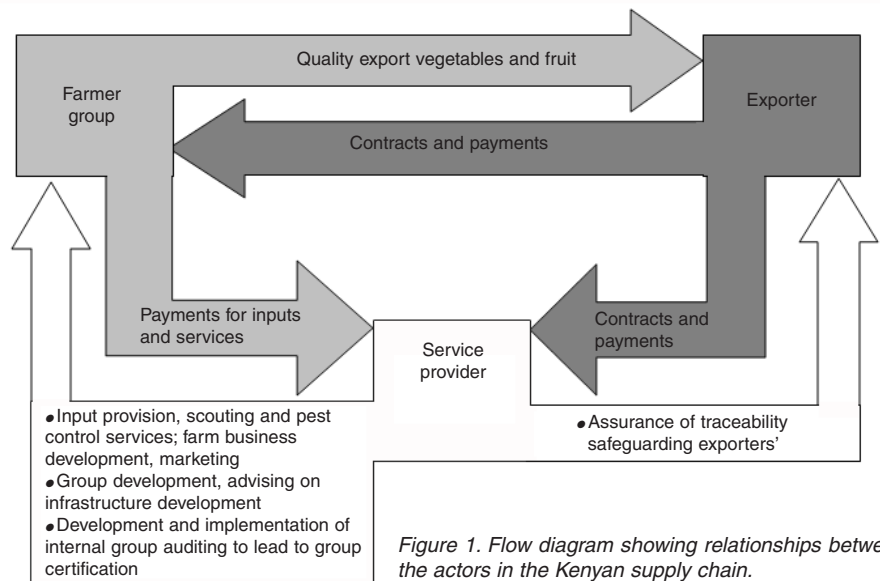 Quality export vegetables and fruit
Farmer
group
Exporter
Contracts and payments
Payments for inputs
and services
Service
provider
Contracts and
payments
●Input provision, scouting and pest
control services; farm business
development, marketing
●Group development, advising on
infrastructure development
●Development and implementation of
internal group auditing to lead to group
certification
●Assurance of traceability
safeguarding exporters’
Figure 1. Flow diagram showing relationships betwe
the actors in the Kenyan supply chain.